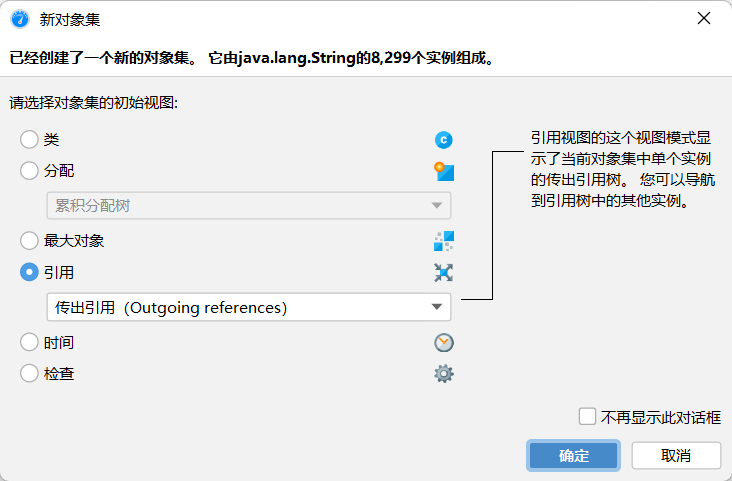 新对象集
已经创建了一个新的对象集。 它由java.lang.String的8,299个实例组成。
请选择对象集的初始视图:
类
分配
累积分配树
最大对象
引用
传出引用（Outgoing references）
时间
检查
引用视图的这个视图模式显
示了当前对象集中单个实例
的传出引用树。 您可以导航
到引用树中的其他实例。
不再显示此对话框
确定
取消